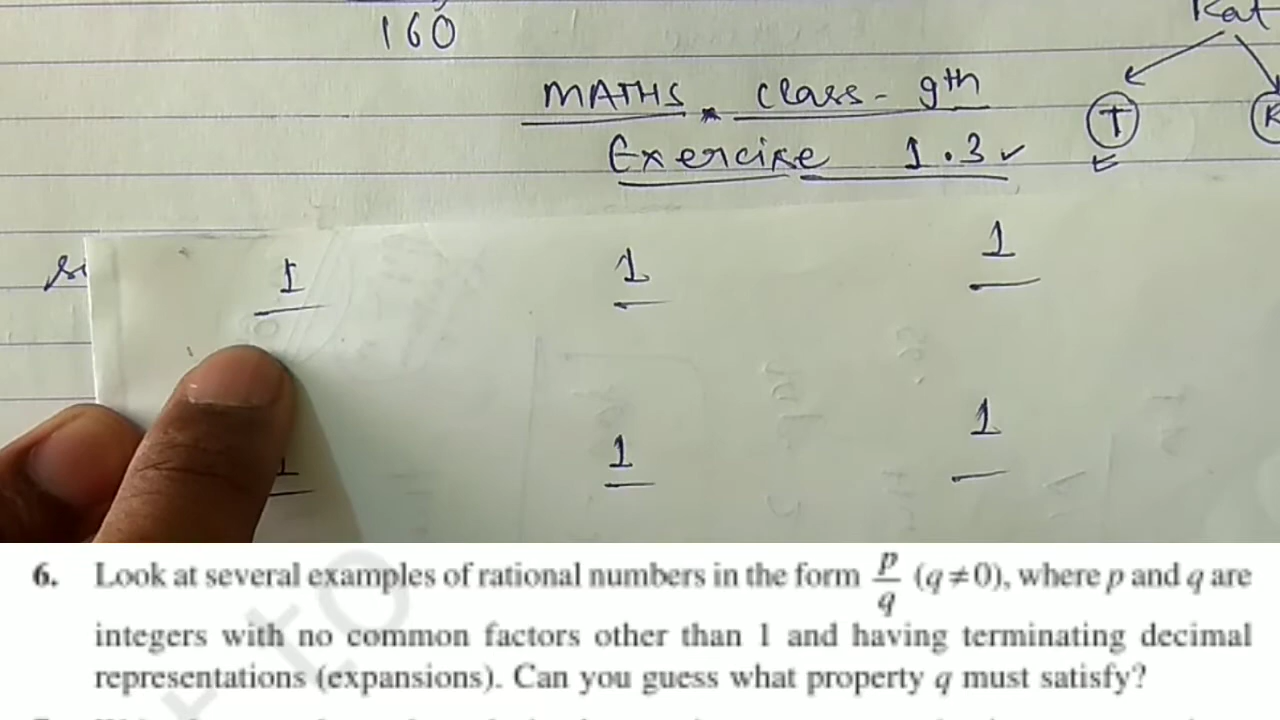 160
Rat
MATHS . Class - 9th
T
R
Exercise 1.3 ✓
1
1
1
1
1
1
6. Look at several examples of rational numbers in the form p/q (q ≠ 0), where p and q are
integers with no common factors other than 1 and having terminating decimal
representations (expansions). Can you guess what property q must satisfy?